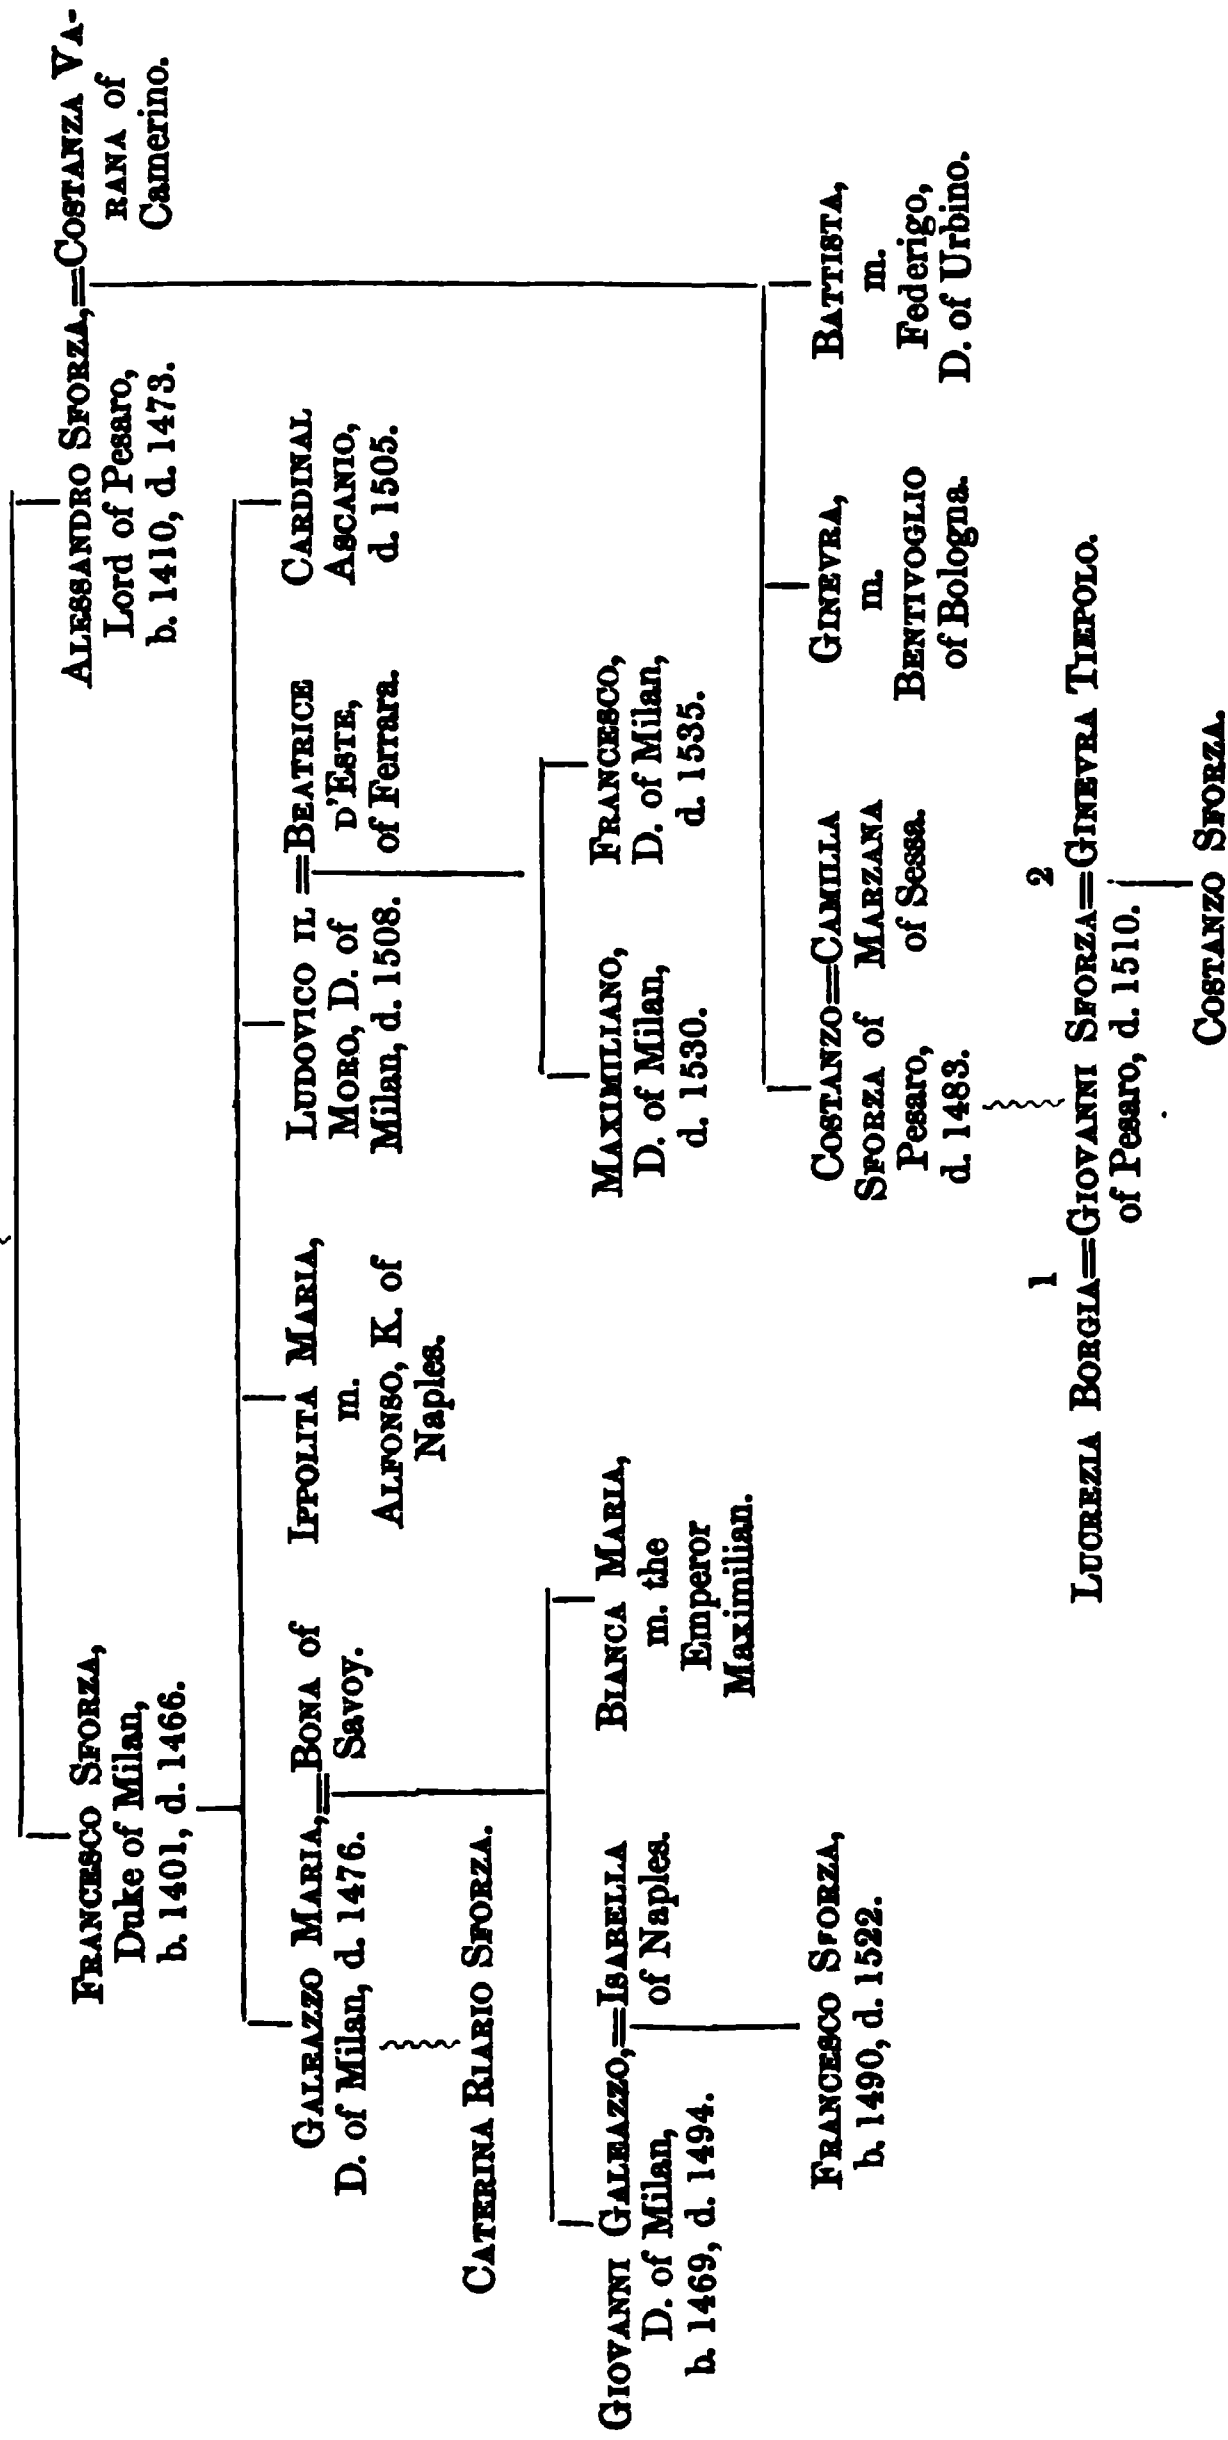 FRANCESCO SFORZA,
Duke of Milan,
b. 1401, d. 1466.
ALESSANDRO SFORZA,=COSTANZA VA-
Lord of Pesaro,
b. 1410, d. 1473.
RANA of
Camerino.
GALEAZZO MARIA,=BONA of
D. of Milan, d. 1476.
Savoy.
IPPOLITA MARIA,
m.
ALFONSO, K. of
Naples.
LUDOVICO IL=BEATRICE
MORO, D. of
Milan, d. 1508.
D'ESTE,
of Ferrara.
CARDINAL
ASCANIO,
d. 1505.
CATERINA RIARIO SFORZA.
GIOVANNI GALEAZZO,=ISABELLA
D. of Milan,
b. 1469, d. 1494.
of Naples.
BIANCA MARIA,
m. the
Emperor
Maximilian.
MAXIMILIANO,
D. of Milan,
d. 1530.
FRANCESCO,
D. of Milan,
d. 1535.
FRANCESCO SFORZA,
b. 1490, d. 1522.
COSTANZO=CAMILLA
SFORZA of
Pesaro,
d. 1483.
MARZANA
of Sessa.
GINEVRA,
m.
BENTIVOGLIO
of Bologna.
BATTISTA,
m.
Federigo,
D. of Urbino.
1
2
LUCREZIA BORGIA=GIOVANNI SFORZA=GINEVRA TIEPOLO.
of Pesaro, d. 1510.
COSTANZO SFORZA.